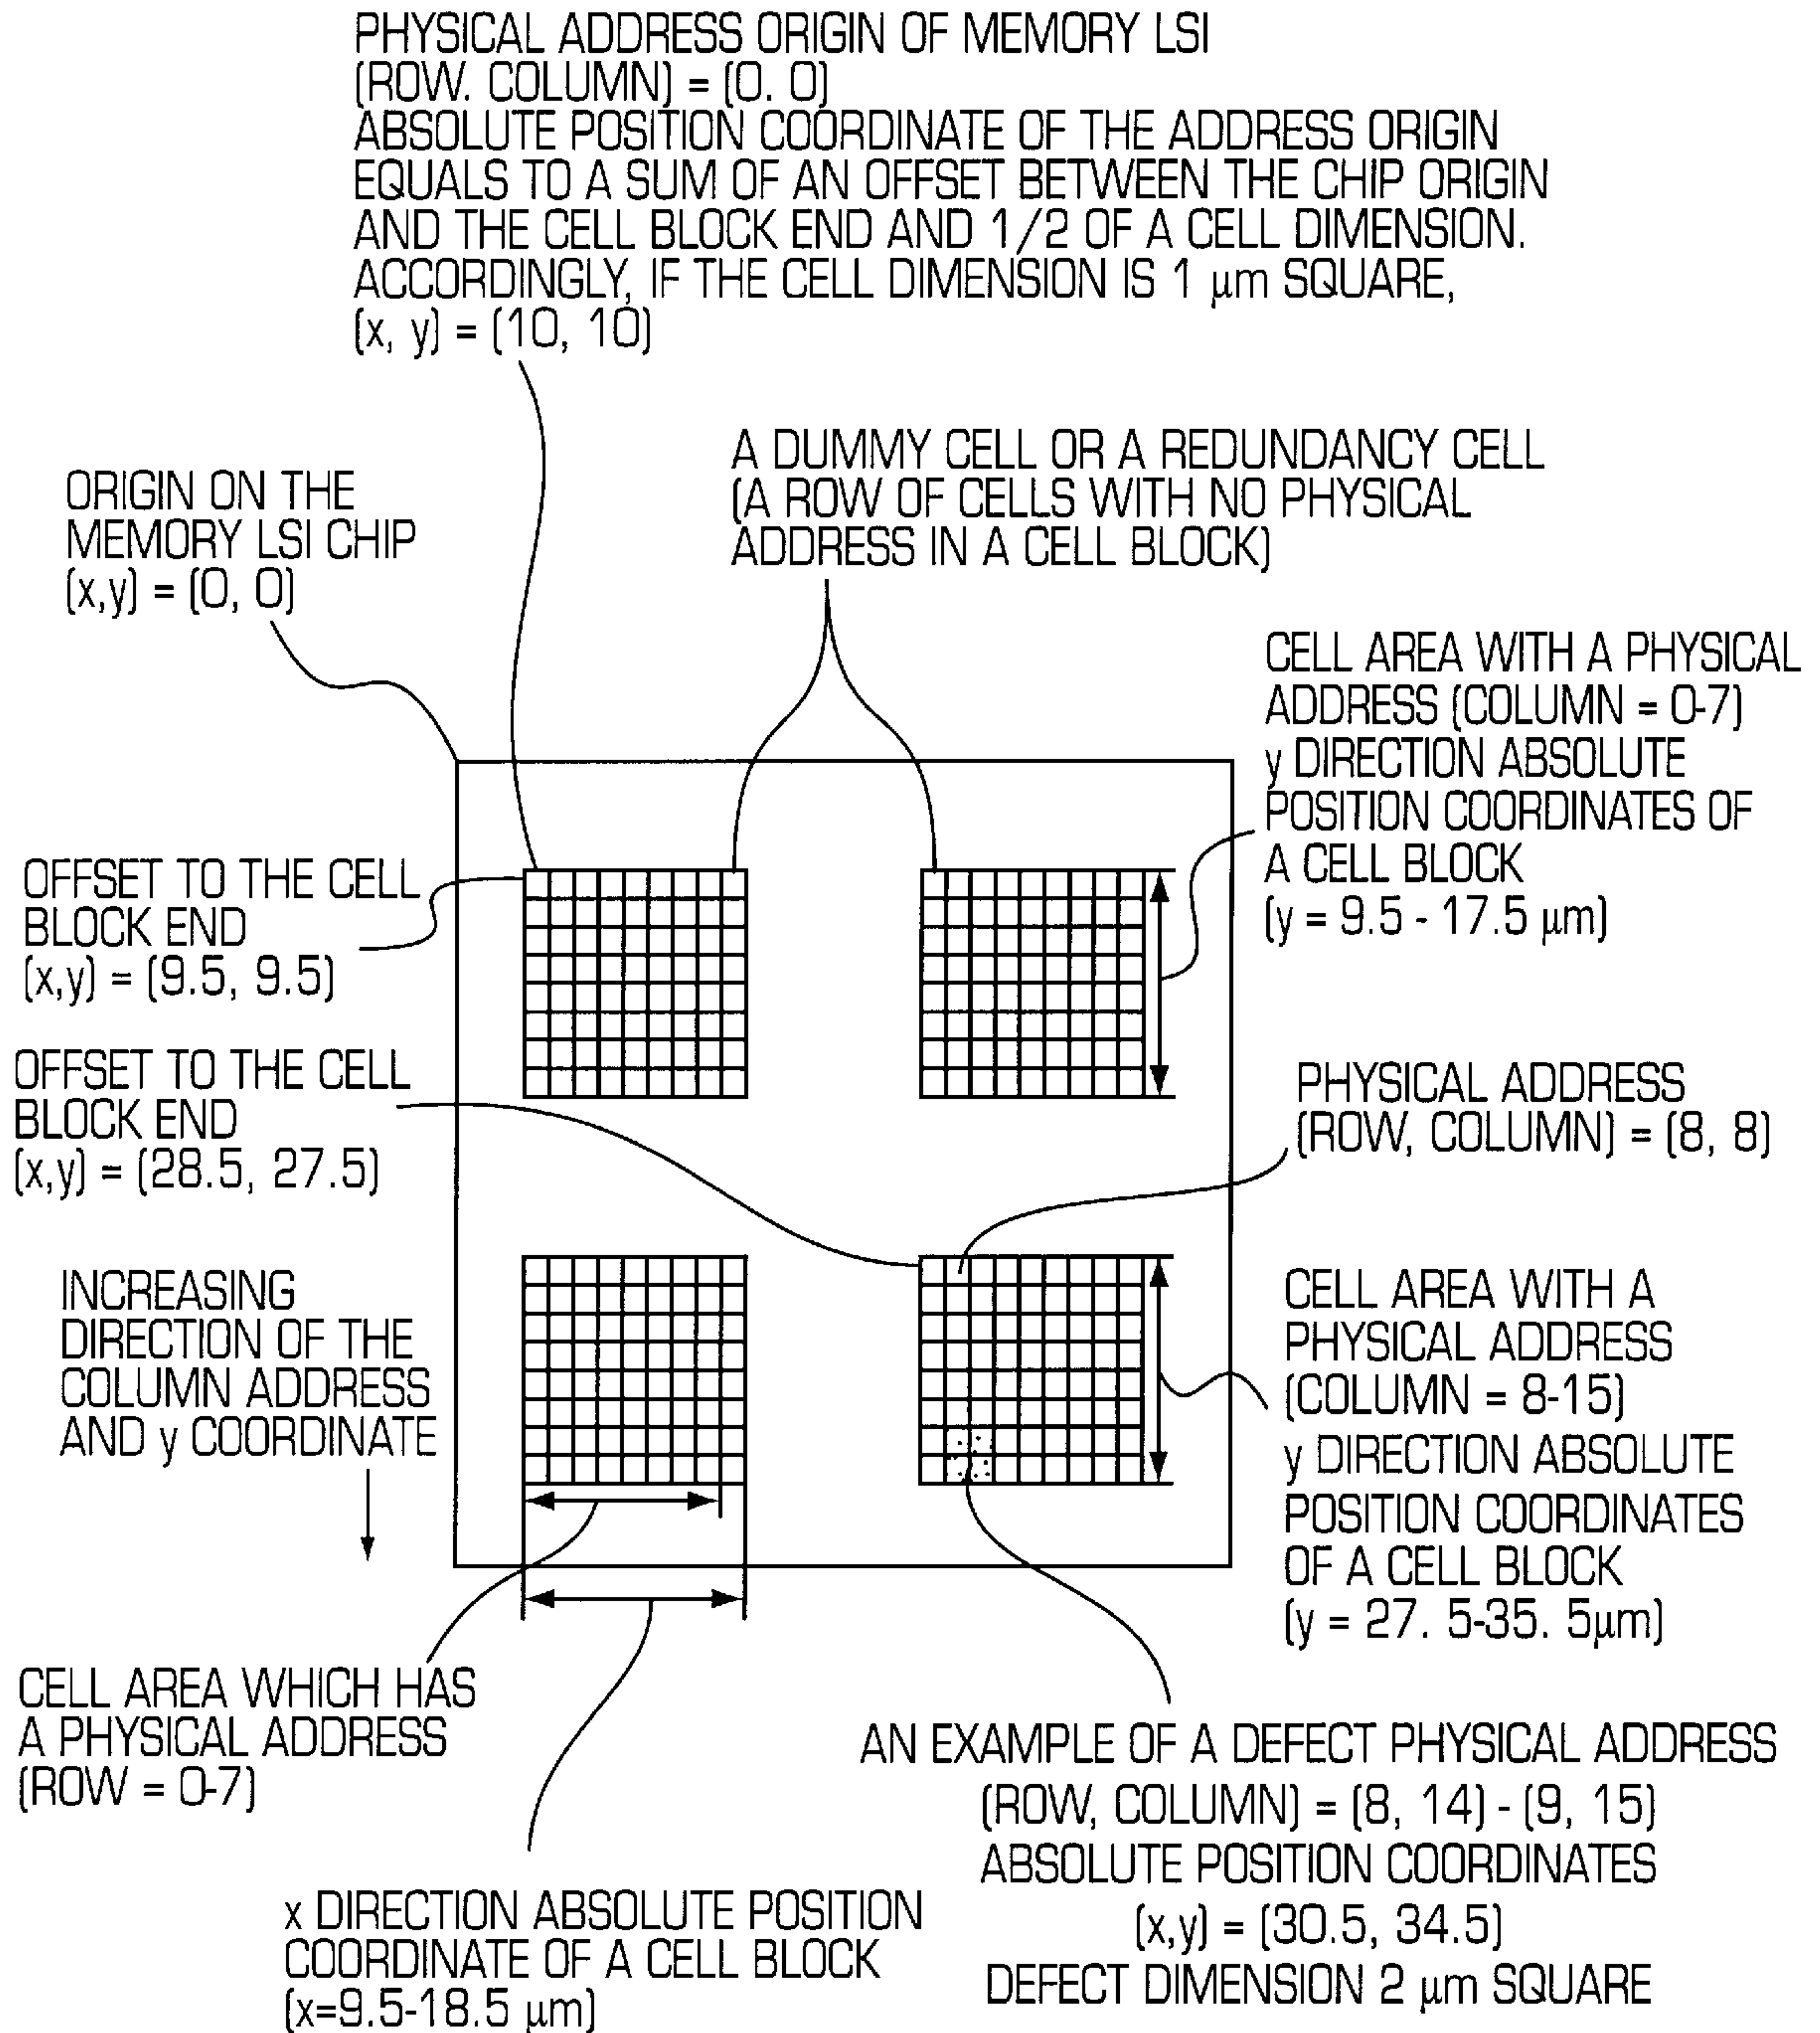 PHYSICAL ADDRESS ORIGIN OF MEMORY LSI
(ROW. COLUMN) = (0. 0)
ABSOLUTE POSITION COORDINATE OF THE ADDRESS ORIGIN
EQUALS TO A SUM OF AN OFFSET BETWEEN THE CHIP ORIGIN
AND THE CELL BLOCK END AND 1/2 OF A CELL DIMENSION.
ACCORDINGLY, IF THE CELL DIMENSION IS 1 µm SQUARE,
(x, y) = (10, 10)
A DUMMY CELL OR A REDUNDANCY CELL
(A ROW OF CELLS WITH NO PHYSICAL
ADDRESS IN A CELL BLOCK)
ORIGIN ON THE
MEMORY LSI CHIP
(x,y) = (0, 0)
CELL AREA WITH A PHYSICAL
ADDRESS (COLUMN = 0-7)
y DIRECTION ABSOLUTE
POSITION COORDINATES OF
A CELL BLOCK
(y = 9.5 - 17.5 µm)
OFFSET TO THE CELL
BLOCK END
(x,y) = (9.5, 9.5)
OFFSET TO THE CELL
BLOCK END
(x,y) = (28.5, 27.5)
PHYSICAL ADDRESS
(ROW, COLUMN) = (8, 8)
INCREASING
DIRECTION OF THE
COLUMN ADDRESS
AND y COORDINATE
CELL AREA WITH A
PHYSICAL ADDRESS
(COLUMN = 8-15)
y DIRECTION ABSOLUTE
POSITION COORDINATES
OF A CELL BLOCK
(y = 27. 5-35. 5µm)
CELL AREA WHICH HAS
A PHYSICAL ADDRESS
(ROW = 0-7)
AN EXAMPLE OF A DEFECT PHYSICAL ADDRESS
(ROW, COLUMN) = (8, 14) - (9, 15)
ABSOLUTE POSITION COORDINATES
(x,y) = (30.5, 34.5)
DEFECT DIMENSION 2 µm SQUARE
x DIRECTION ABSOLUTE POSITION
COORDINATE OF A CELL BLOCK
(x=9.5-18.5 µm)